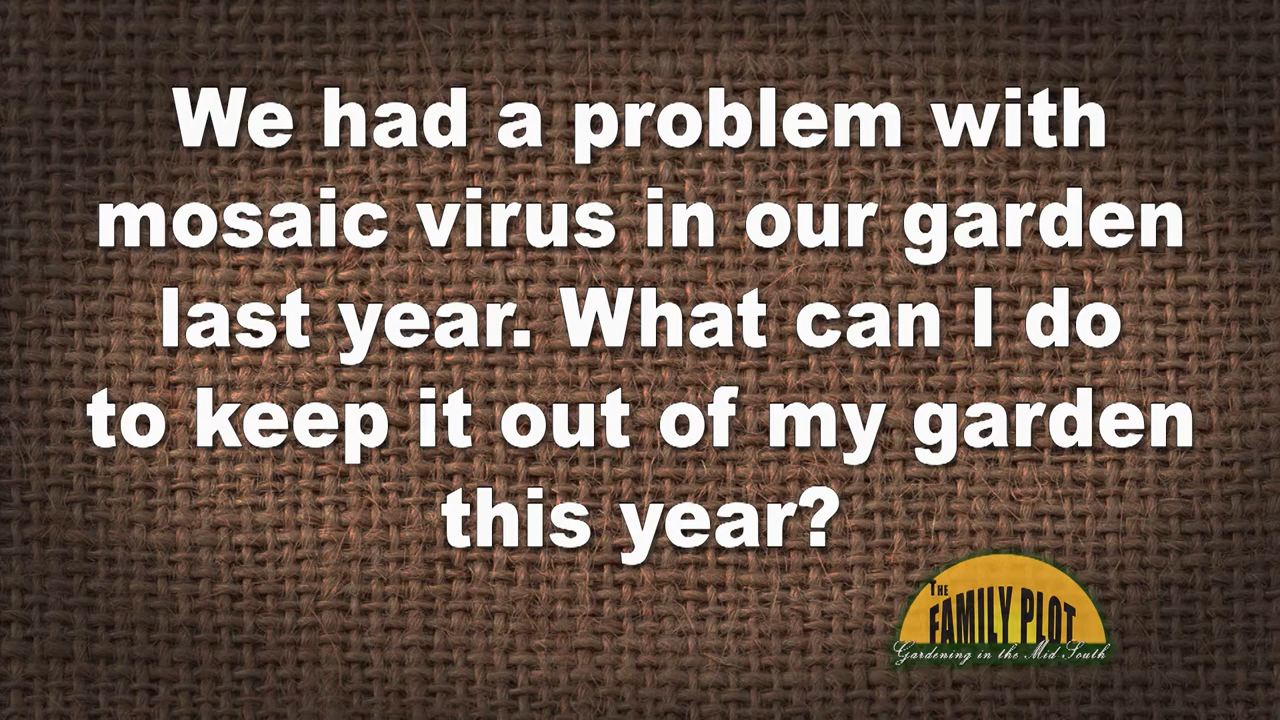 We had a problem with
mosaic virus in our garden
last year. What can I do
to keep it out of my garden
this year?
THE
FAMILY PLOT
Gardening in the Mid South